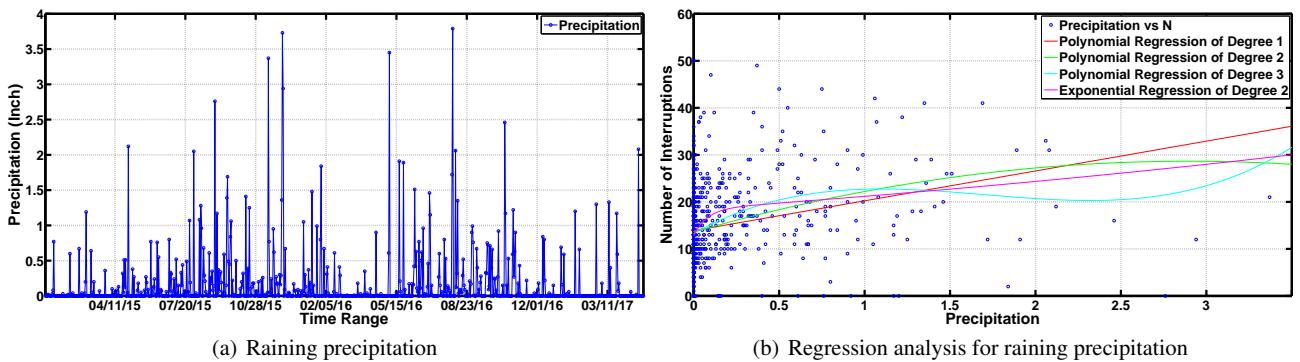 Precipitation
4
3.5
3
2.5
2
1.5
1
0.5
0
Precipitation (Inch)
04/11/15 07/20/15 10/28/15 02/05/16 05/15/16 08/23/16 12/01/16 03/11/17
Time Range
(a) Raining precipitation
Precipitation vs N
Polynomial Regression of Degree 1
Polynomial Regression of Degree 2
Polynomial Regression of Degree 3
Exponential Regression of Degree 2
60
50
40
30
20
10
0
Number of Interruptions
0 0.5 1 1.5 2 2.5 3
Precipitation
(b) Regression analysis for raining precipitation